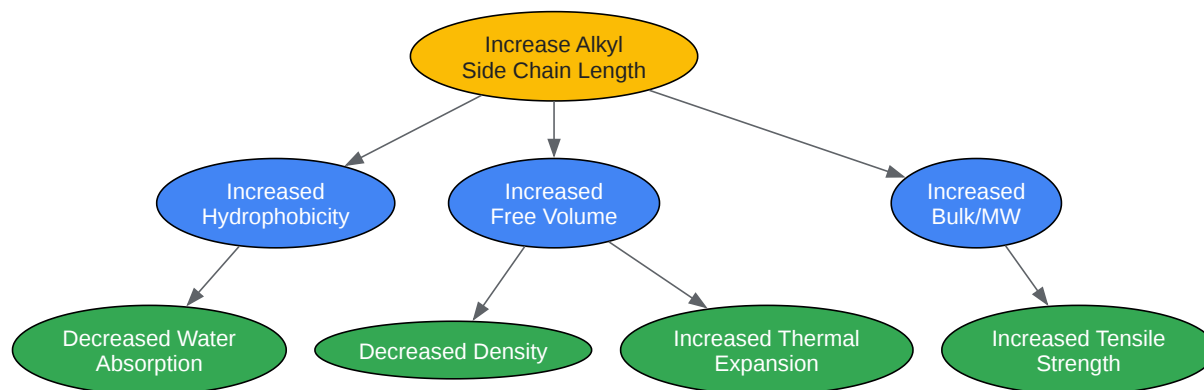 Increase Alkyl
Side Chain Length
Increased
Hydrophobicity
Increased
Free Volume
Increased
Bulk/MW
Decreased Water
Absorption
Decreased Density
Increased Thermal
Expansion
Increased Tensile
Strength